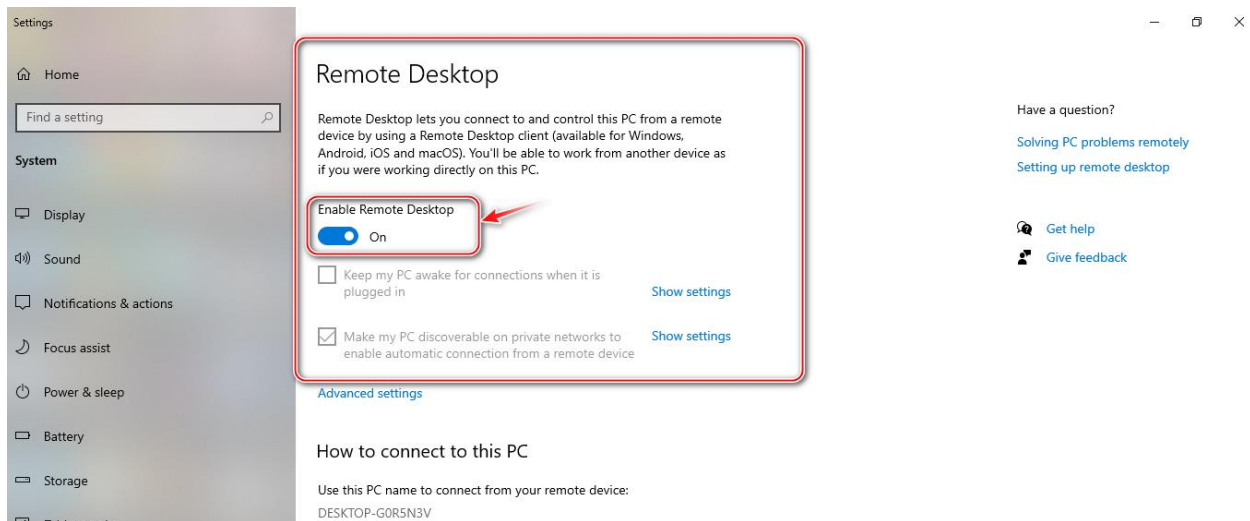 Settings
Home
Find a setting
System
Display
Sound
Notifications & actions
Focus assist
Power & sleep
Battery
Storage
Remote Desktop
Remote Desktop lets you connect to and control this PC from a remote
device by using a Remote Desktop client (available for Windows,
Android, iOS and macOS). You'll be able to work from another device as
if you were working directly on this PC.
Enable Remote Desktop
On
Keep my PC awake for connections when it is
plugged in
Show settings
Make my PC discoverable on private networks to
enable automatic connection from a remote device
Show settings
Advanced settings
How to connect to this PC
Use this PC name to connect from your remote device:
DESKTOP-G0R5N3V
Have a question?
Solving PC problems remotely
Setting up remote desktop
Get help
Give feedback